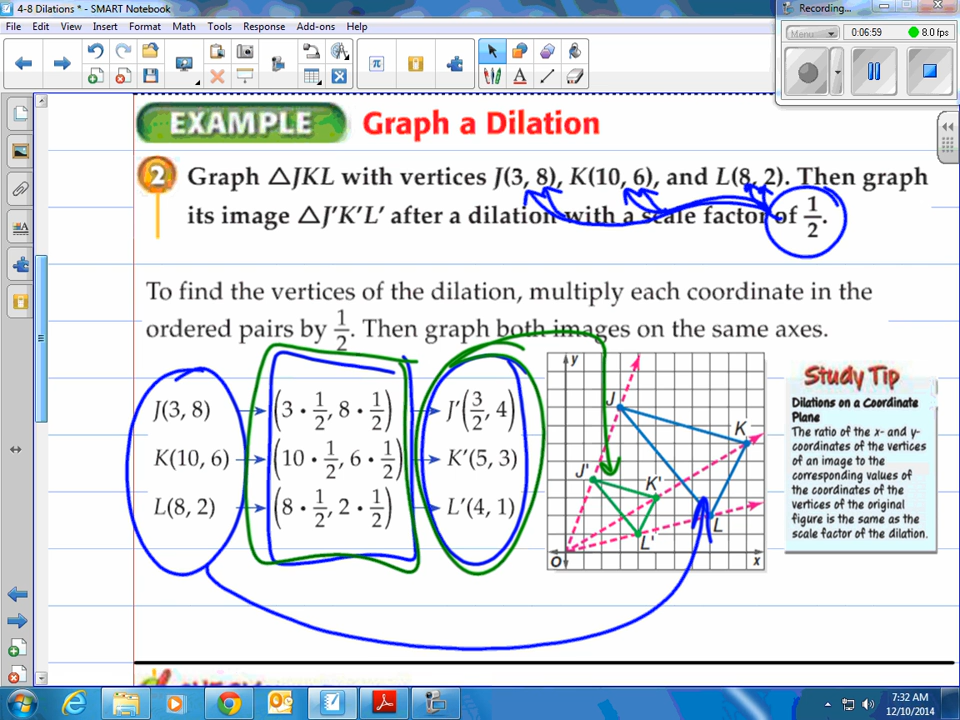 4-8 Dilations * - SMART Notebook
Recording...
File Edit View Insert Format Math Tools Response Add-ons Help
Menu
0:06:59
8.0 fps
EXAMPLE Graph a Dilation
2 Graph △JKL with vertices J(3, 8), K(10, 6), and L(8, 2). Then graph
its image △J′K′L′ after a dilation with a scale factor of 1/2.
To find the vertices of the dilation, multiply each coordinate in the
ordered pairs by 1/2. Then graph both images on the same axes.
J(3, 8) → (3 • 1/2, 8 • 1/2) → J′(3/2, 4)
K(10, 6) → (10 • 1/2, 6 • 1/2) → K′(5, 3)
L(8, 2) → (8 • 1/2, 2 • 1/2) → L′(4, 1)
y
J
K
J′
K′
L
L′
O
x
Study Tip
Dilations on a Coordinate
Plane
The ratio of the x- and y-
coordinates of the vertices
of an image to the
corresponding values of
the coordinates of the
vertices of the original
figure is the same as the
scale factor of the dilation.
7:32 AM
12/10/2014